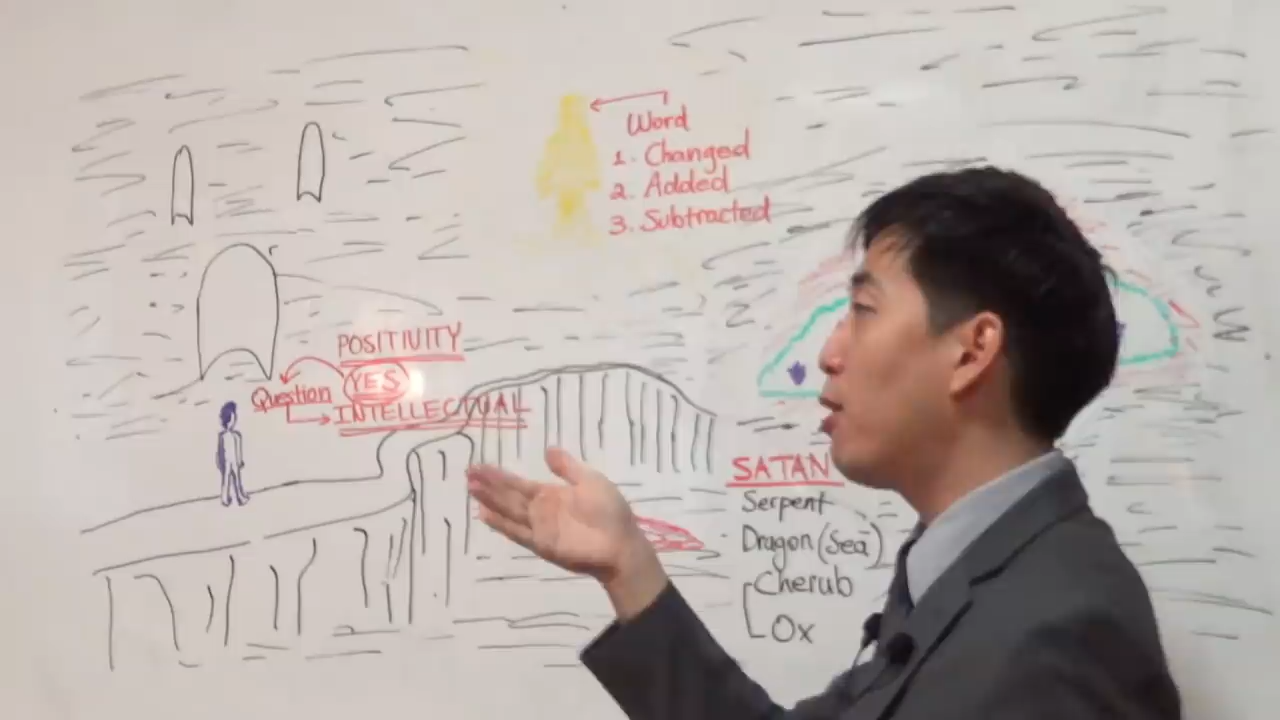 Word
1. Changed
2. Added
3. Subtracted
POSITIVITY
YES
Question
INTELLECTUAL
SATAN
Serpent
Dragon (Sea)
Cherub
Ox